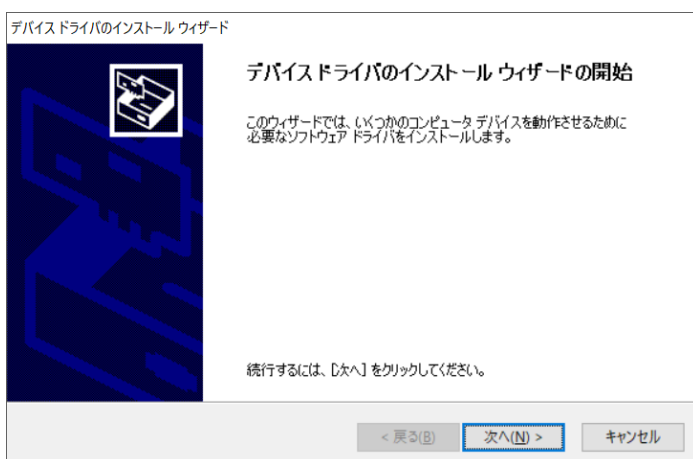 デバイス ドライバのインストール ウィザード
デバイス ドライバのインストール ウィザードの開始
このウィザードでは、いくつかのコンピュータ デバイスを動作させるために
必要なソフトウェア ドライバをインストールします。
続行するには、[次へ] をクリックしてください。
< 戻る(B)
次へ(N) >
キャンセル